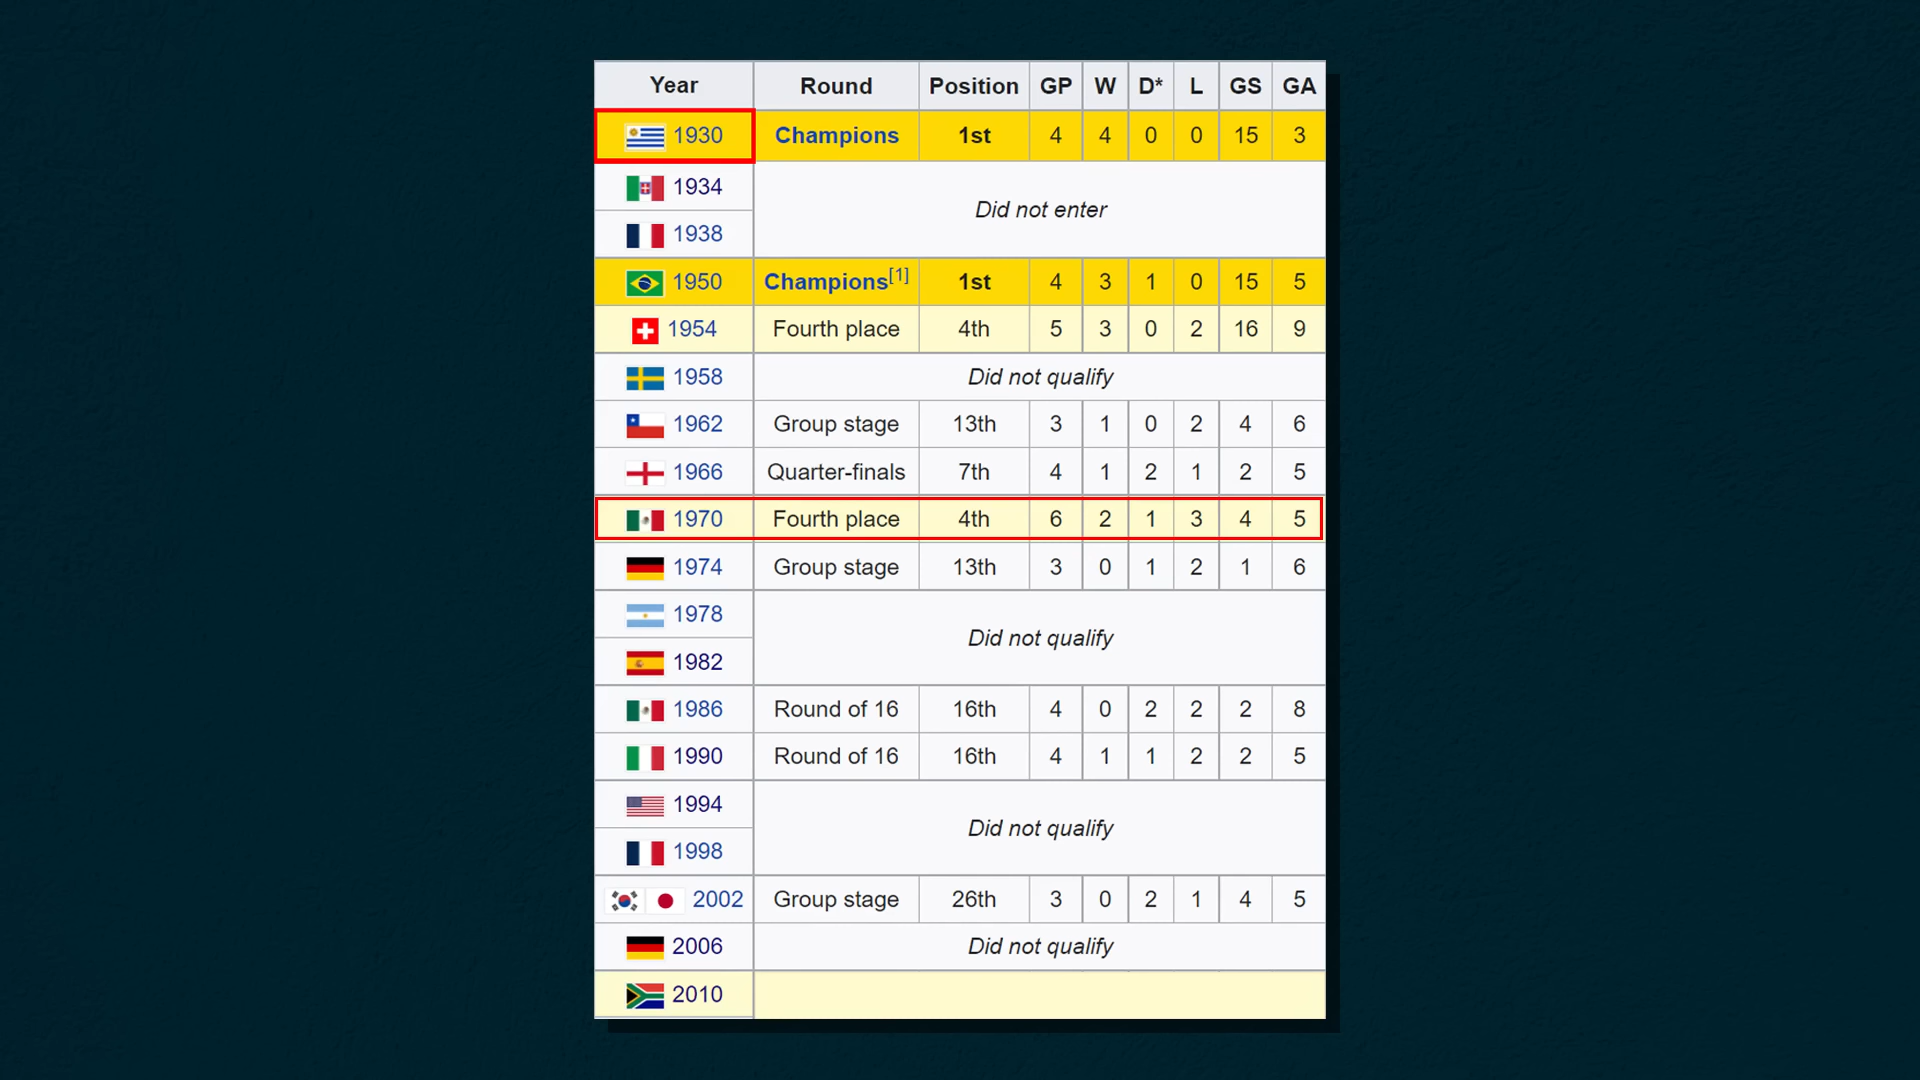 Year Round Position GP W D* L GS GA
1930 Champions 1st 4 4 0 0 15 3
1934
Did not enter
1938
1950 Champions[1] 1st 4 3 1 0 15 5
1954 Fourth place 4th 5 3 0 2 16 9
1958 Did not qualify
1962 Group stage 13th 3 1 0 2 4 6
1966 Quarter-finals 7th 4 1 2 1 2 5
1970 Fourth place 4th 6 2 1 3 4 5
1974 Group stage 13th 3 0 1 2 1 6
1978
Did not qualify
1982
1986 Round of 16 16th 4 0 2 2 2 8
1990 Round of 16 16th 4 1 1 2 2 5
1994
Did not qualify
1998
2002 Group stage 26th 3 0 2 1 4 5
2006 Did not qualify
2010